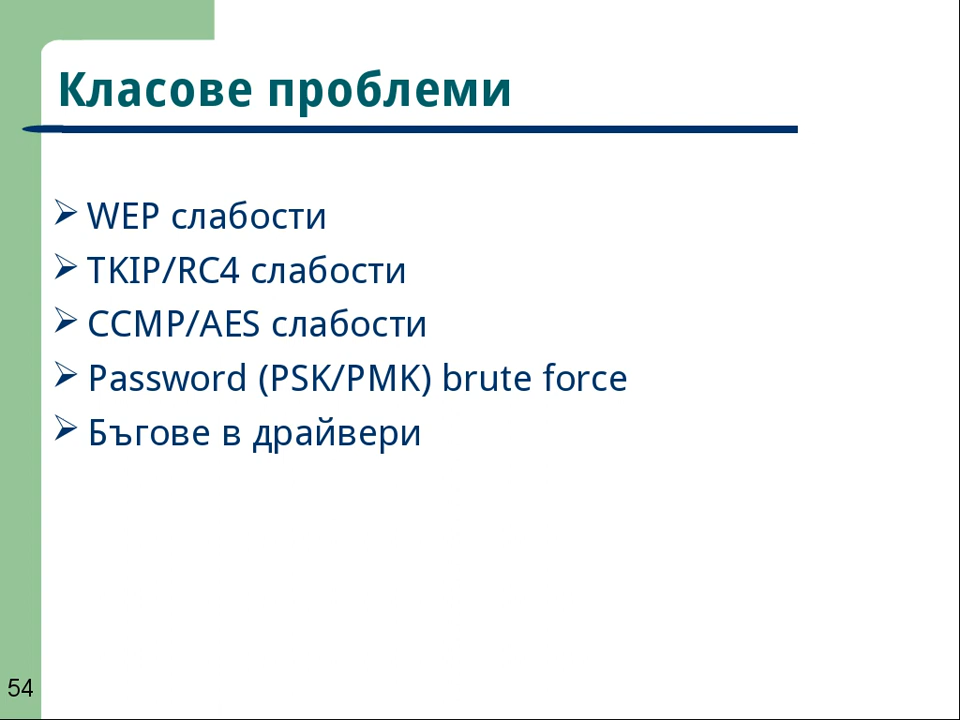 Класове проблеми
WEP слабости
TKIP/RC4 слабости
CCMP/AES слабости
Password (PSK/PMK) brute force
Бъгове в драйвери
54